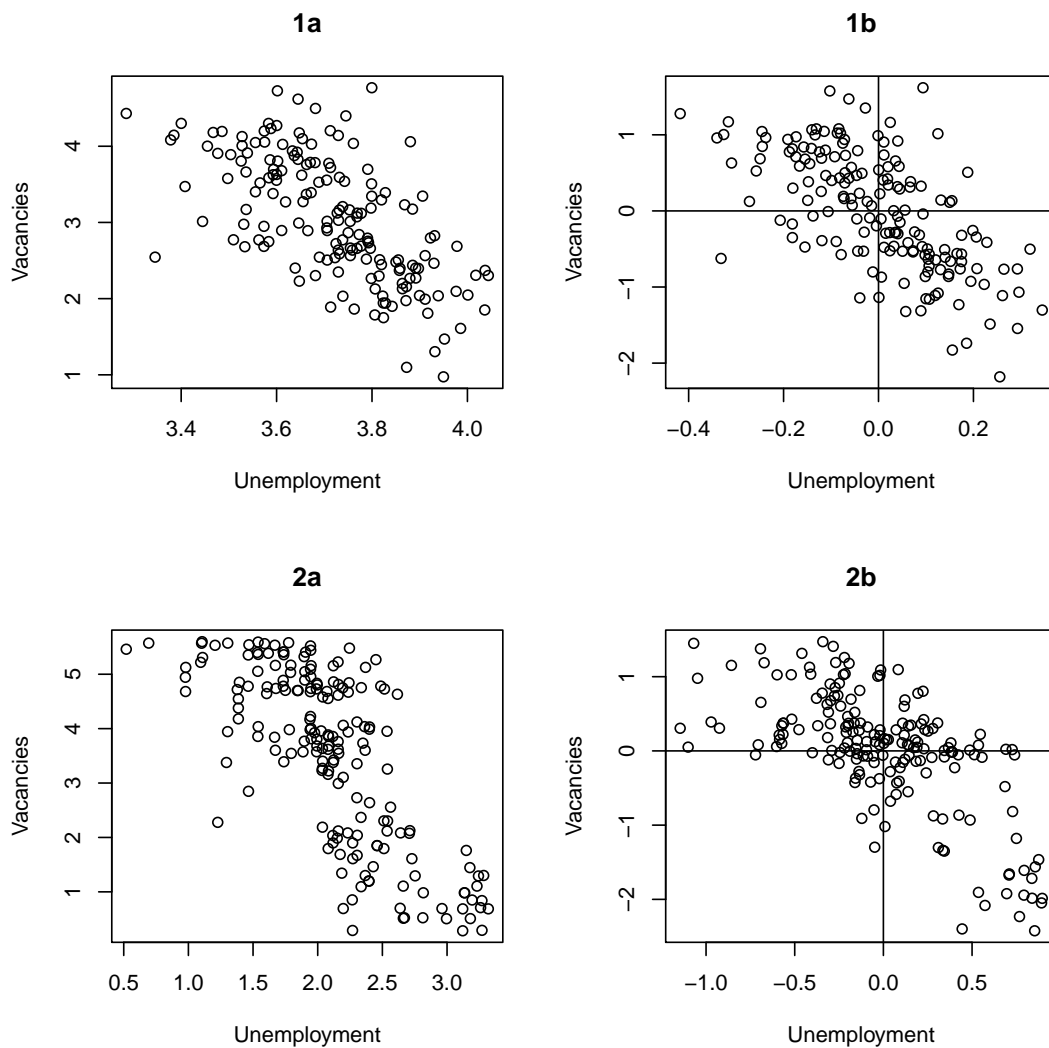 1a
Vacancies
4
3
2
1
3.4 3.6 3.8 4.0
Unemployment
1b
Vacancies
1
0
−1
−2
−0.4 −0.2 0.0 0.2
Unemployment
2a
Vacancies
5
4
3
2
1
0.5 1.0 1.5 2.0 2.5 3.0
Unemployment
2b
Vacancies
1
0
−1
−2
−1.0 −0.5 0.0 0.5
Unemployment